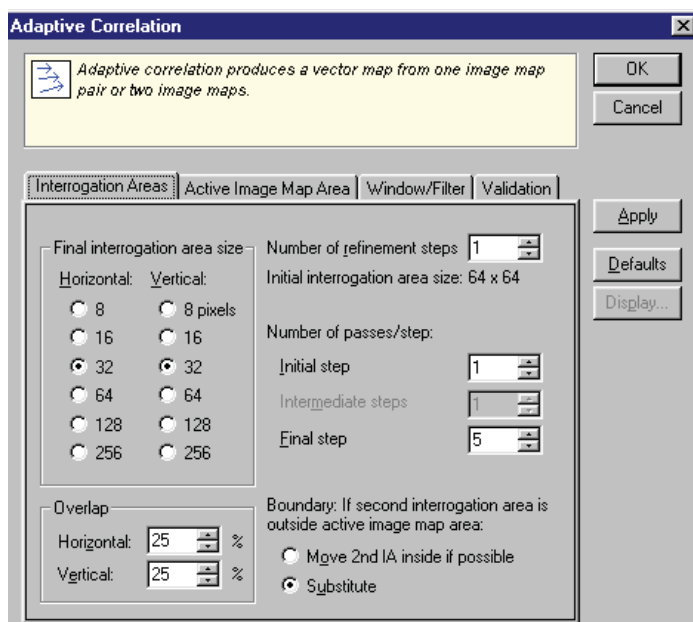 Adaptive Correlation
Adaptive correlation produces a vector map from one image map
pair or two image maps.
OK
Cancel
Interrogation Areas
Active Image Map Area
Window/Filter
Validation
Apply
Defaults
Display...
Final interrogation area size
Horizontal:
Vertical:
8
8 pixels
16
16
32
32
64
64
128
128
256
256
Number of refinement steps
1
Initial interrogation area size: 64 x 64
Number of passes/step:
Initial step
1
Intermediate steps
1
Final step
5
Overlap
Horizontal:
25
%
Vertical:
25
%
Boundary: If second interrogation area is
outside active image map area:
Move 2nd IA inside if possible
Substitute